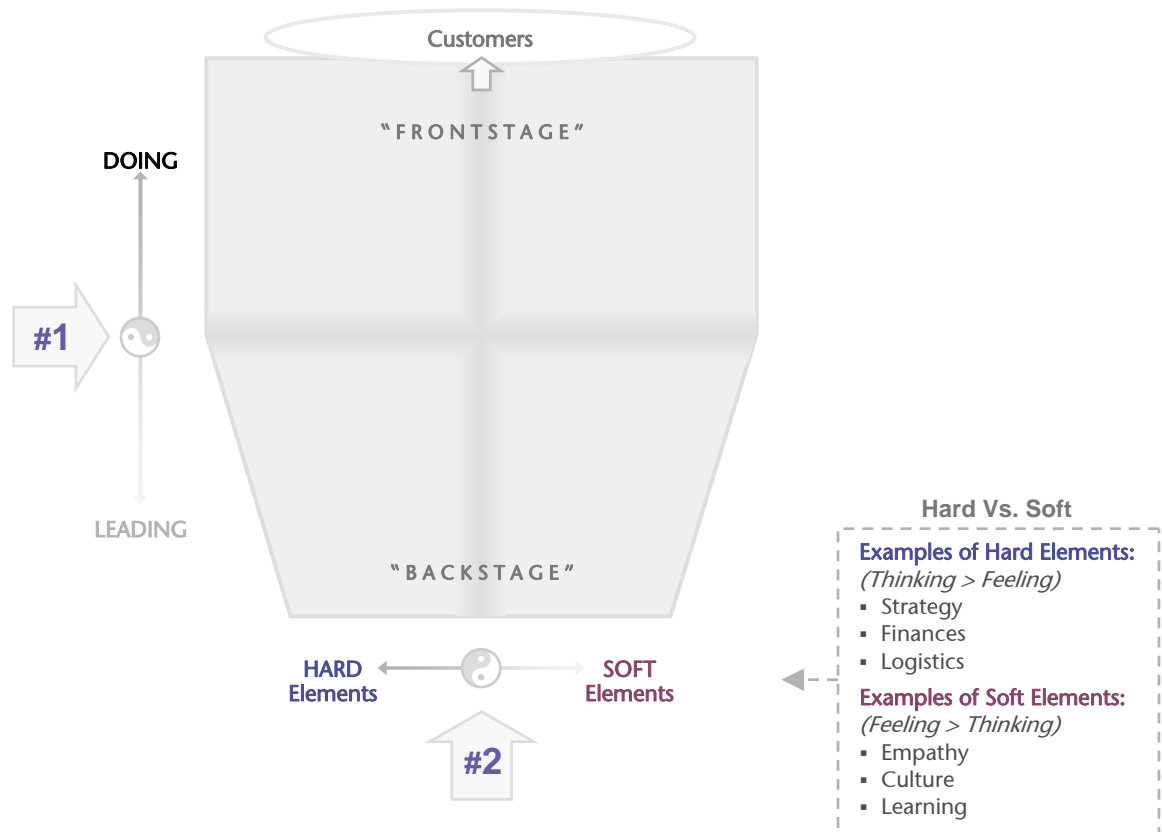 Customers
“FRONTSTAGE”
DOING
#1
LEADING
“BACKSTAGE”
HARD
Elements
SOFT
Elements
#2
Hard Vs. Soft
Examples of Hard Elements:
(Thinking > Feeling)
▪ Strategy
▪ Finances
▪ Logistics
Examples of Soft Elements:
(Feeling > Thinking)
▪ Empathy
▪ Culture
▪ Learning